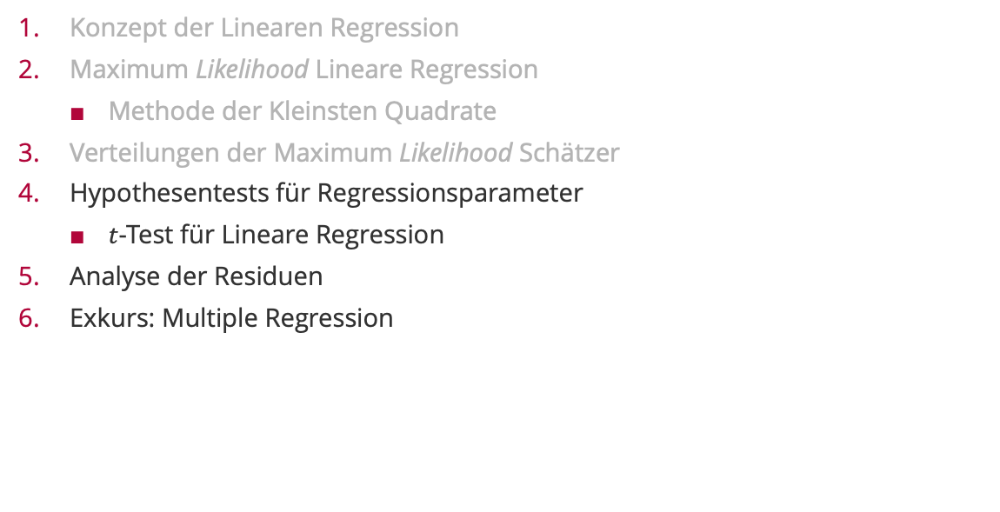 1. Konzept der Linearen Regression
2. Maximum Likelihood Lineare Regression
■ Methode der Kleinsten Quadrate
3. Verteilungen der Maximum Likelihood Schätzer
4. Hypothesentests für Regressionsparameter
■ t-Test für Lineare Regression
5. Analyse der Residuen
6. Exkurs: Multiple Regression